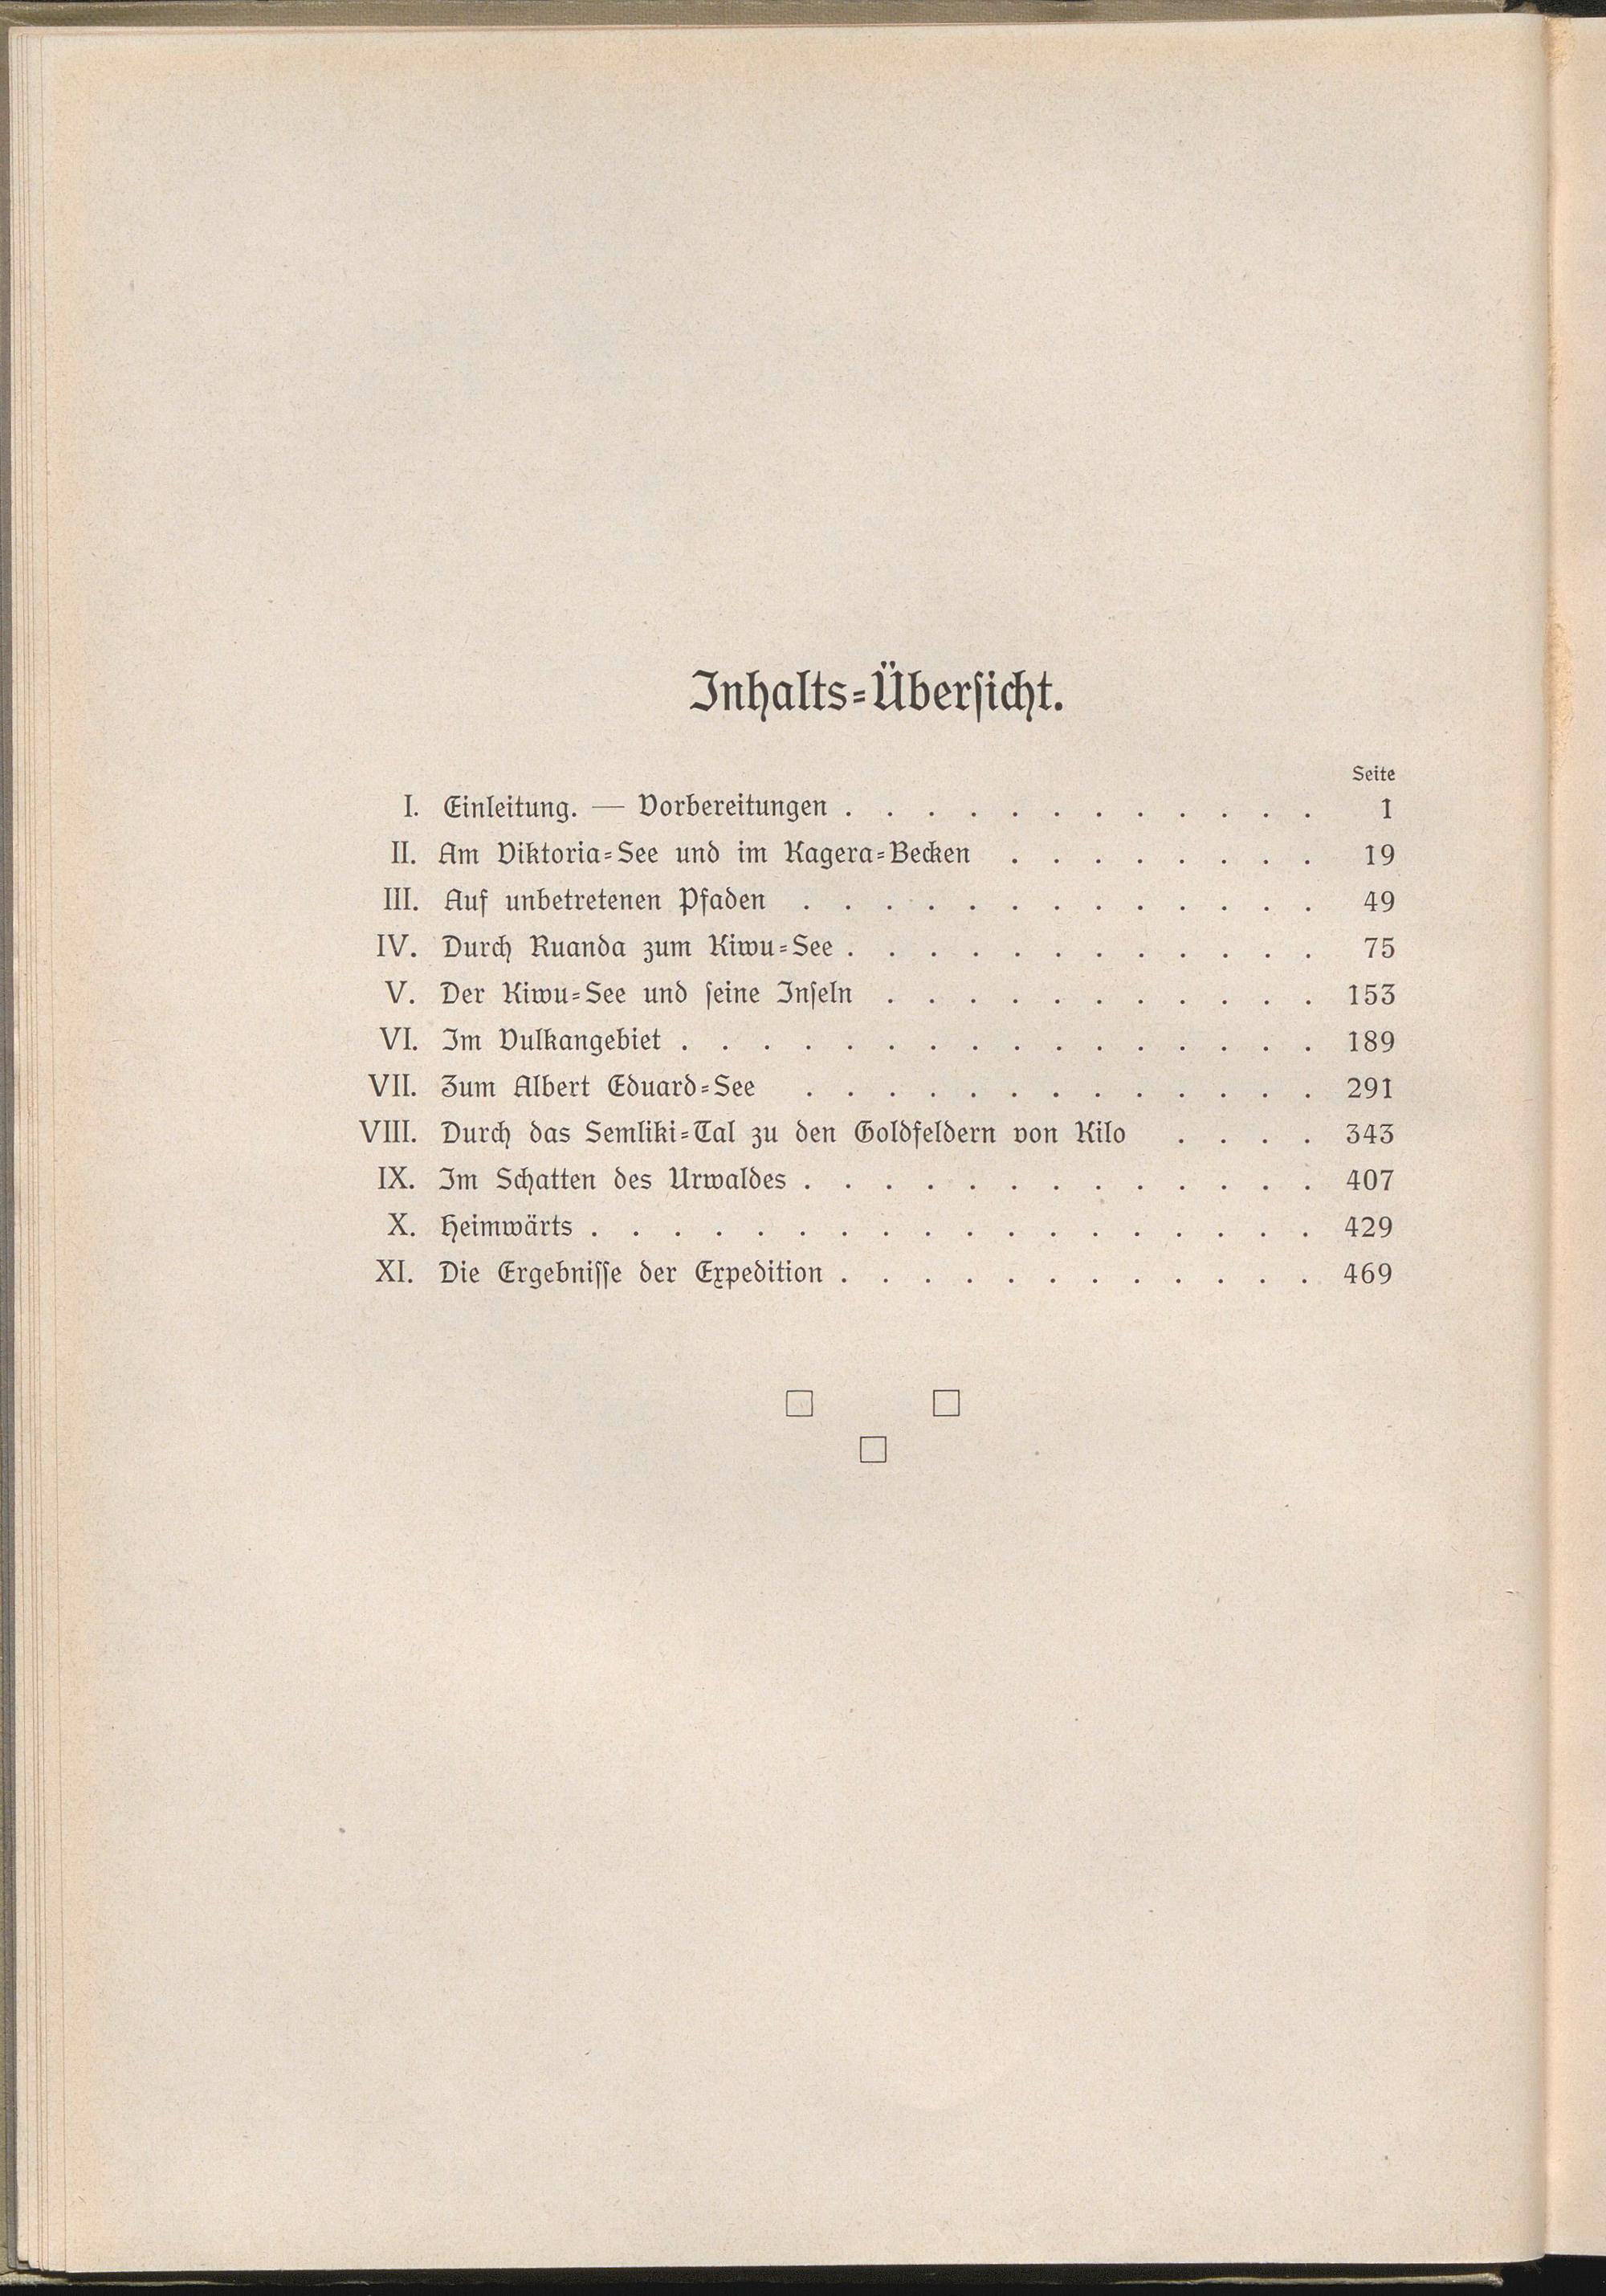 Inhalts-Übersicht.
Seite
I. Einleitung. — Vorbereitungen . . . . . . . . . . . . 1
II. Am Viktoria-See und im Kagera-Becken . . . . . . . . 19
III. Auf unbetretenen Pfaden . . . . . . . . . . . . . 49
IV. Durch Ruanda zum Kiwu-See . . . . . . . . . . . . 75
V. Der Kiwu-See und seine Inseln . . . . . . . . . . . 153
VI. Im Vulkangebiet . . . . . . . . . . . . . . . . 189
VII. Zum Albert Eduard-See . . . . . . . . . . . . . 291
VIII. Durch das Semliki-Tal zu den Goldfeldern von Kilo . . . . 343
IX. Im Schatten des Urwaldes . . . . . . . . . . . . . 407
X. Heimwärts . . . . . . . . . . . . . . . . . . 429
XI. Die Ergebnisse der Expedition . . . . . . . . . . . . 469